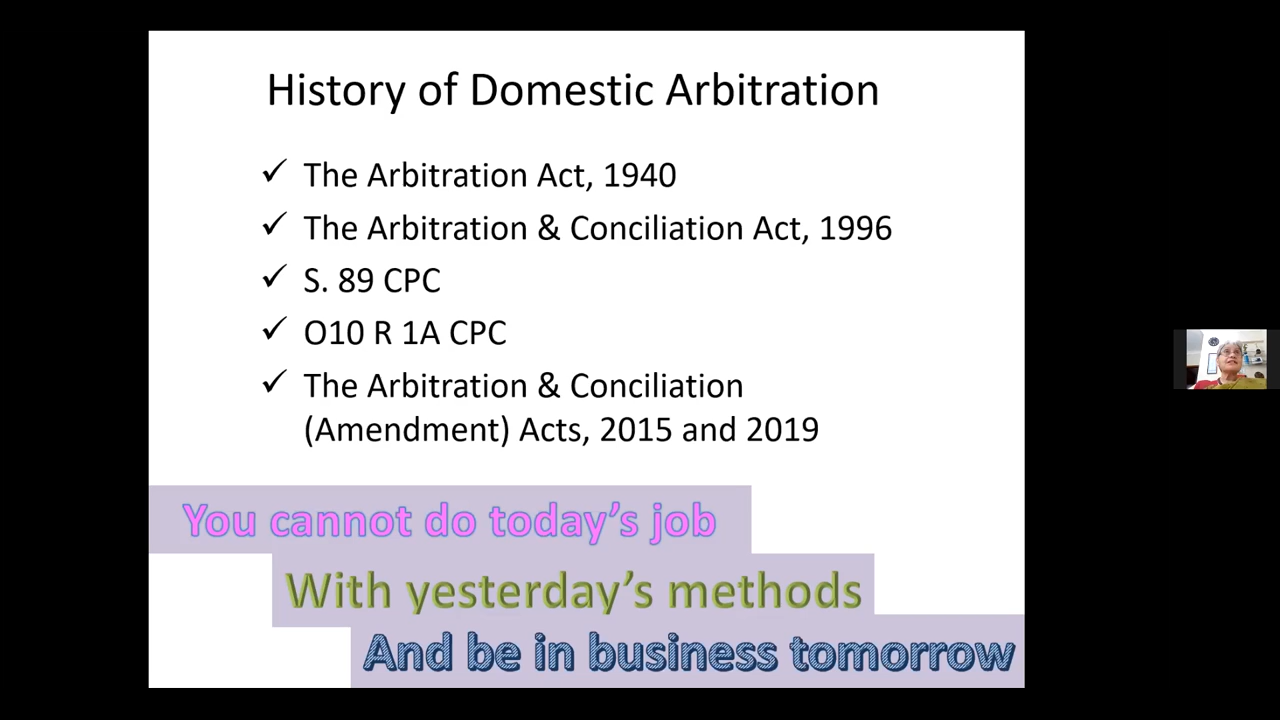 History of Domestic Arbitration
✓ The Arbitration Act, 1940
✓ The Arbitration & Conciliation Act, 1996
✓ S. 89 CPC
✓ O10 R 1A CPC
✓ The Arbitration & Conciliation
(Amendment) Acts, 2015 and 2019
You cannot do today’s job
With yesterday’s methods
And be in business tomorrow